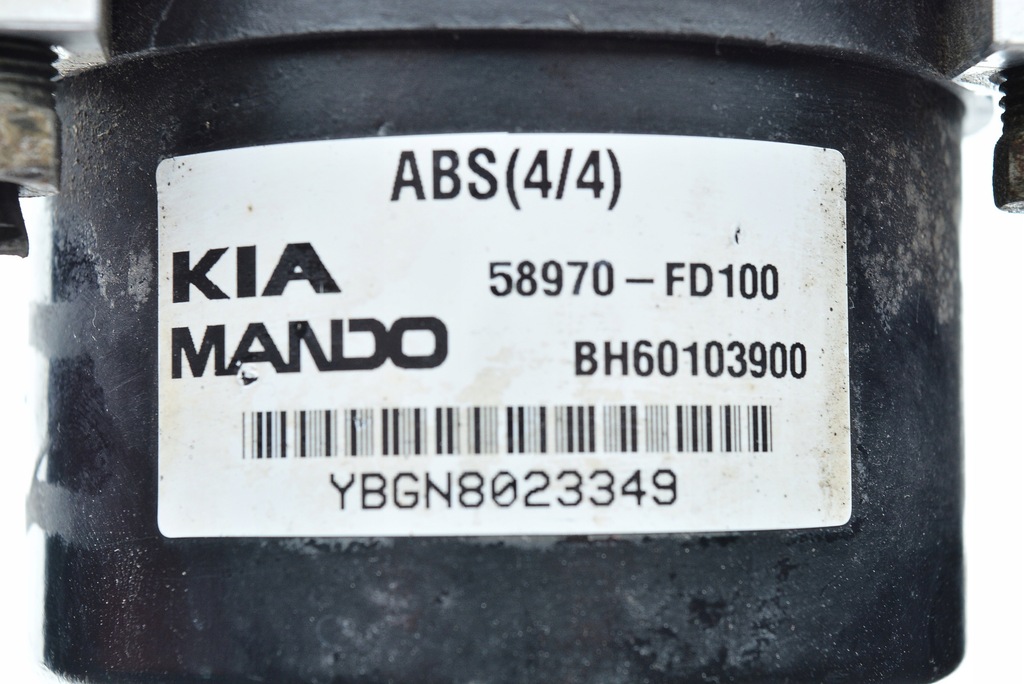 ABS(4/4)
KIA 58970-FD100
MANDO BH60103900
YBGN8023349